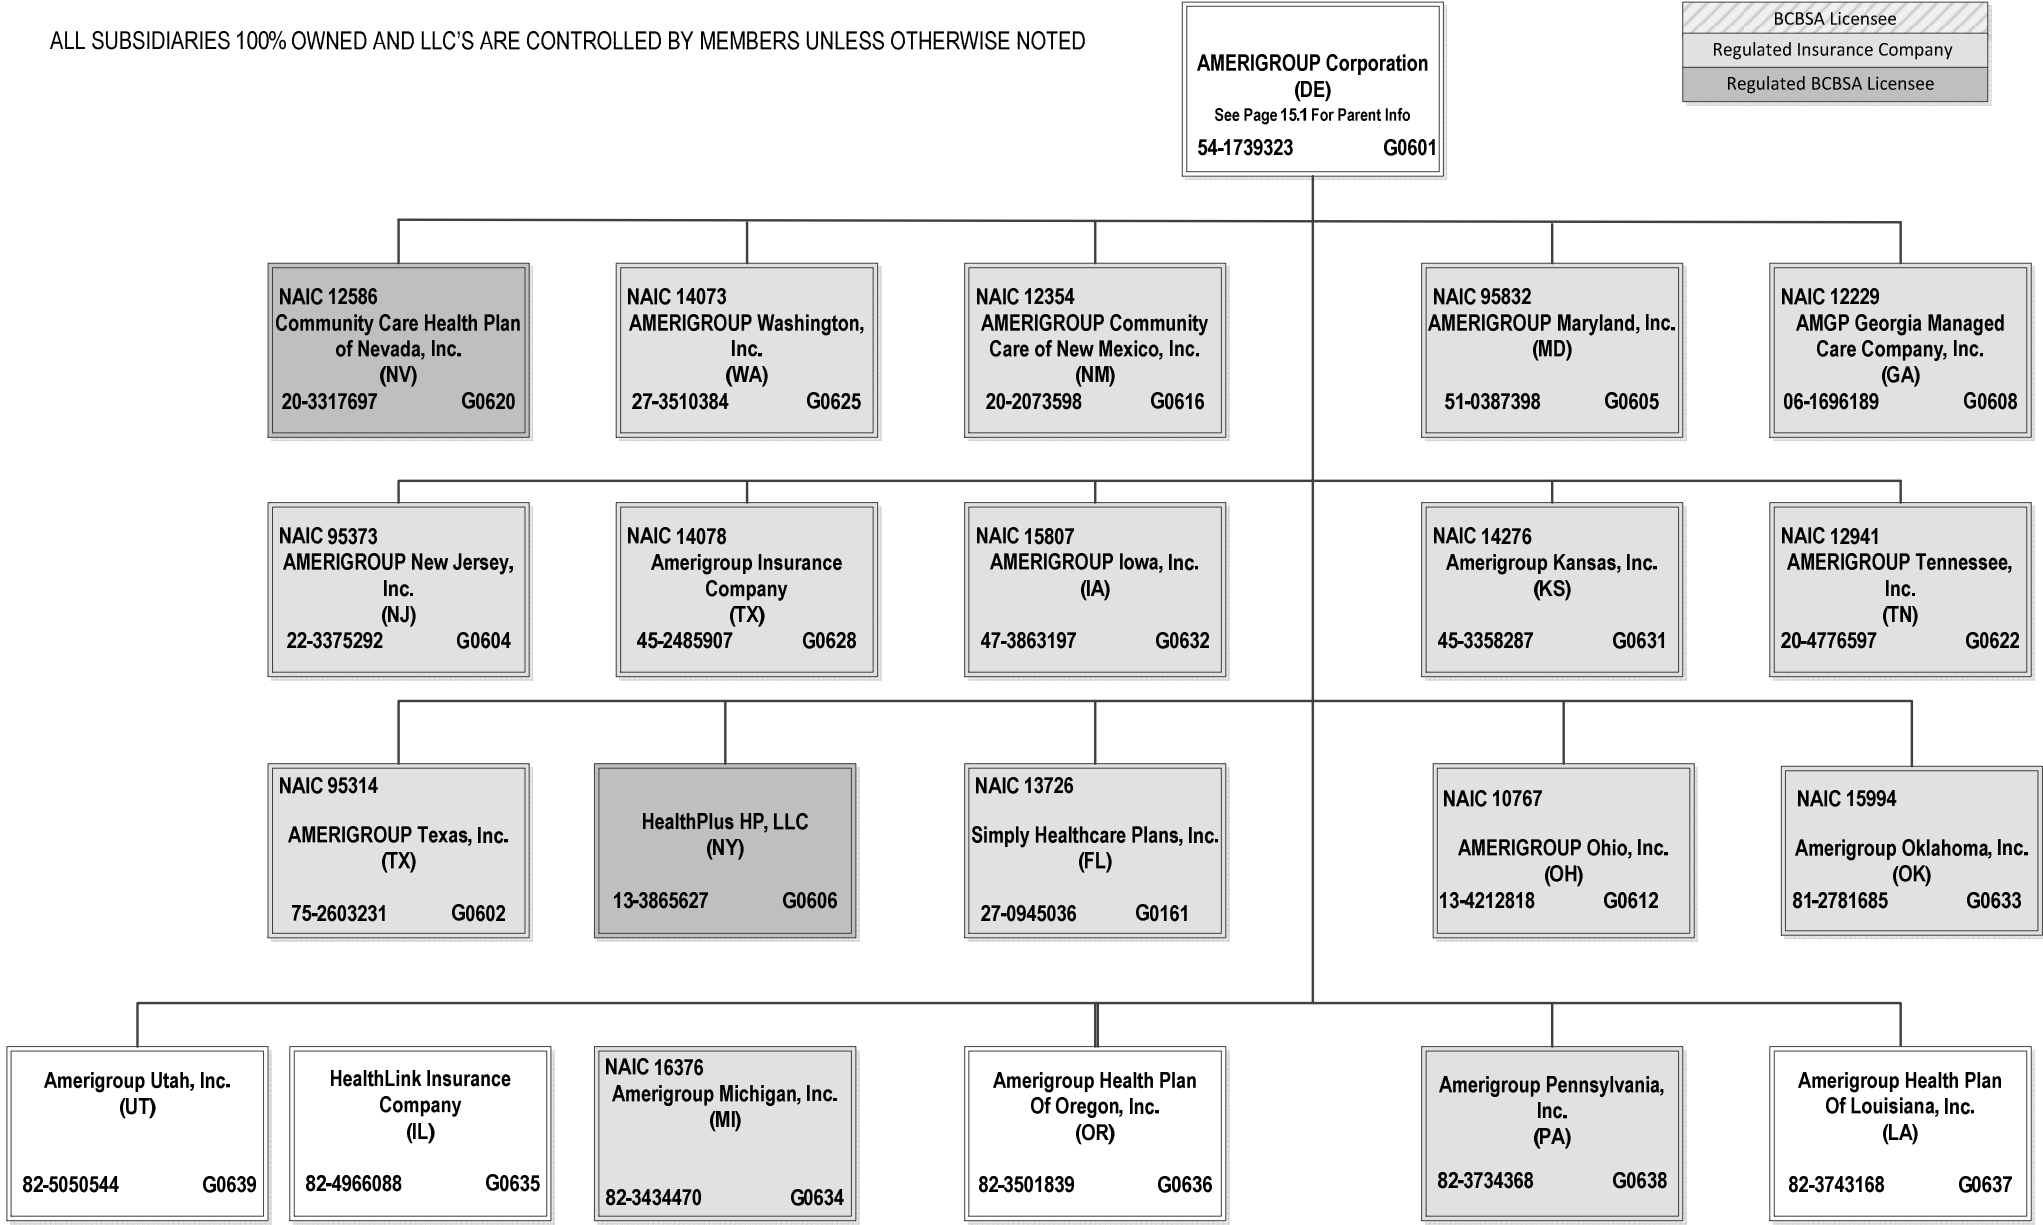 ALL SUBSIDIARIES 100% OWNED AND LLC'S ARE CONTROLLED BY MEMBERS UNLESS OTHERWISE NOTED
AMERIGROUP Corporation
(DE)
See Page 15.1 For Parent Info
54-1739323 G0601
BCBSA Licensee
Regulated Insurance Company
Regulated BCBSA Licensee
NAIC 12586
Community Care Health Plan
of Nevada, Inc.
(NV)
20-3317697 G0620
NAIC 14073
AMERIGROUP Washington,
Inc.
(WA)
27-3510384 G0625
NAIC 12354
AMERIGROUP Community
Care of New Mexico, Inc.
(NM)
20-2073598 G0616
NAIC 95832
AMERIGROUP Maryland, Inc.
(MD)
51-0387398 G0605
NAIC 12229
AMGP Georgia Managed
Care Company, Inc.
(GA)
06-1696189 G0608
NAIC 95373
AMERIGROUP New Jersey,
Inc.
(NJ)
22-3375292 G0604
NAIC 14078
Amerigroup Insurance
Company
(TX)
45-2485907 G0628
NAIC 15807
AMERIGROUP Iowa, Inc.
(IA)
47-3863197 G0632
NAIC 14276
Amerigroup Kansas, Inc.
(KS)
45-3358287 G0631
NAIC 12941
AMERIGROUP Tennessee,
Inc.
(TN)
20-4776597 G0622
NAIC 95314
AMERIGROUP Texas, Inc.
(TX)
75-2603231 G0602
HealthPlus HP, LLC
(NY)
13-3865627 G0606
NAIC 13726
Simply Healthcare Plans, Inc.
(FL)
27-0945036 G0161
NAIC 10767
AMERIGROUP Ohio, Inc.
(OH)
13-4212818 G0612
NAIC 15994
Amerigroup Oklahoma, Inc.
(OK)
81-2781685 G0633
Amerigroup Utah, Inc.
(UT)
82-5050544 G0639
HealthLink Insurance
Company
(IL)
82-4966088 G0635
NAIC 16376
Amerigroup Michigan, Inc.
(MI)
82-3434470 G0634
Amerigroup Health Plan
Of Oregon, Inc.
(OR)
82-3501839 G0636
Amerigroup Pennsylvania,
Inc.
(PA)
82-3734368 G0638
Amerigroup Health Plan
Of Louisiana, Inc.
(LA)
82-3743168 G0637